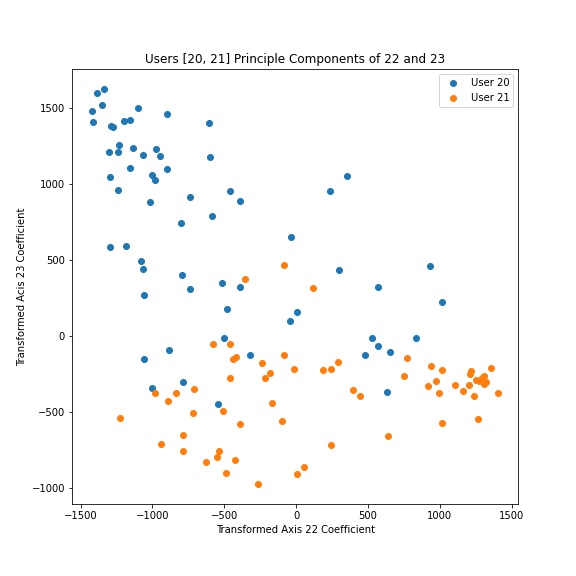 Users [20, 21] Principle Components of 22 and 23
User 20
User 21
Transformed Acis 23 Coefficient
1500
1000
500
0
−500
−1000
−1500
−1000
−500
0
500
1000
1500
Transformed Axis 22 Coefficient